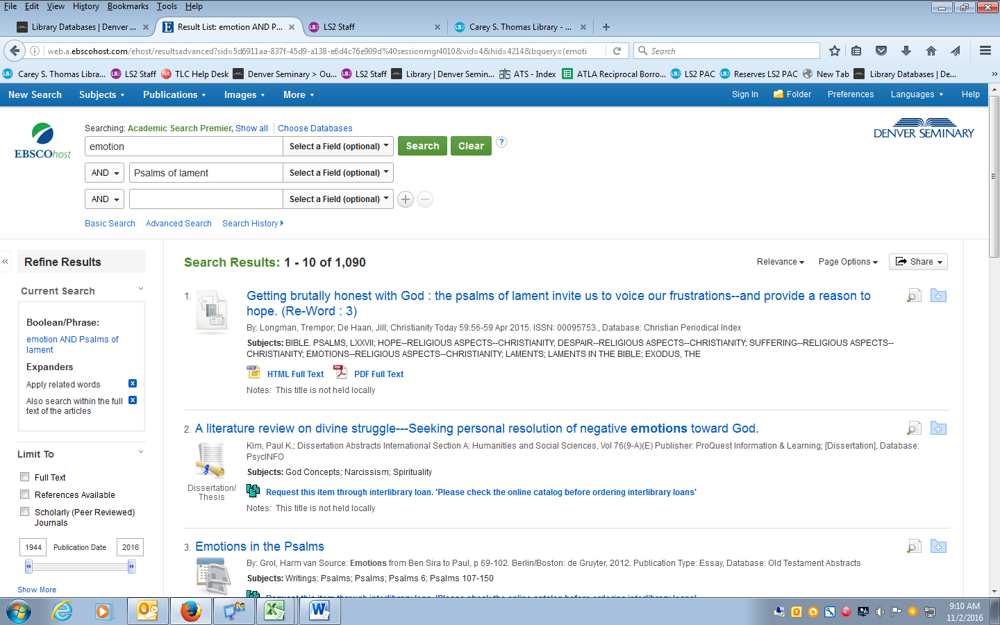 File Edit View History Bookmarks Tools Help
Library Databases | Denver ... × Result List: emotion AND P... × LS2 Staff × Carey S. Thomas Library - ... × +
web.a.ebscohost.com/ehost/resultsadvanced?sid=5d6911aa-837f-45d9-a138-e6d4c76e909d%40sessionmgr4010&vid=4&hid=4214&bquery=(emoti Search
Carey S. Thomas Libra... LS2 Staff TLC Help Desk Denver Seminary > Ou... LS2 Staff Library | Denver Semin... ATS - Index ATLA Reciprocal Borro... LS2 PAC Reserves LS2 PAC New Tab Library Databases | De... »
New Search Subjects Publications Images More Sign In Folder Preferences Languages Help
EBSCOhost
DENVER SEMINARY
Searching: Academic Search Premier, Show all | Choose Databases
emotion Select a Field (optional) Search Clear ?
AND Psalms of lament Select a Field (optional)
AND Select a Field (optional) + −
Basic Search Advanced Search Search History
«
Refine Results
Current Search
Boolean/Phrase:
emotion AND Psalms of
lament
Expanders
Apply related words x
Also search within the full x
text of the articles
Limit To
Full Text
References Available
Scholarly (Peer Reviewed)
Journals
1944 Publication Date 2016
Show More
Search Results: 1 - 10 of 1,090
Relevance Page Options Share
1. Getting brutally honest with God : the psalms of lament invite us to voice our frustrations--and provide a reason to
hope. (Re-Word : 3)
By: Longman, Trempor; De Haan, Jill; Christianity Today 59:56-59 Apr 2015. ISSN: 00095753., Database: Christian Periodical Index
Subjects: BIBLE. PSALMS, LXXVII; HOPE--RELIGIOUS ASPECTS--CHRISTIANITY; DESPAIR--RELIGIOUS ASPECTS--CHRISTIANITY; SUFFERING--RELIGIOUS ASPECTS--
CHRISTIANITY; EMOTIONS--RELIGIOUS ASPECTS--CHRISTIANITY; LAMENTS; LAMENTS IN THE BIBLE; EXODUS, THE
HTML Full Text PDF PDF Full Text
Notes: This title is not held locally
2. A literature review on divine struggle---Seeking personal resolution of negative emotions toward God.
Kim, Paul K.; Dissertation Abstracts International Section A: Humanities and Social Sciences, Vol 76(9-A)(E) Publisher: ProQuest Information & Learning; [Dissertation], Database:
PsycINFO
Subjects: God Concepts; Narcissism; Spirituality
Dissertation/
Thesis
Request this item through interlibrary loan. 'Please check the online catalog before ordering interlibrary loans'
Notes: This title is not held locally
3. Emotions in the Psalms
By: Grol, Harm van Source: Emotions from Ben Sira to Paul, p 69-102. Berlin/Boston: de Gruyter, 2012. Publication Type: Essay, Database: Old Testament Abstracts
Subjects: Writings: Psalms; Psalms; Psalms 6; Psalms 107-150
Request this item through interlibrary loan. 'Please check the online catalog before ordering interlibrary loans'
9:10 AM
11/2/2016